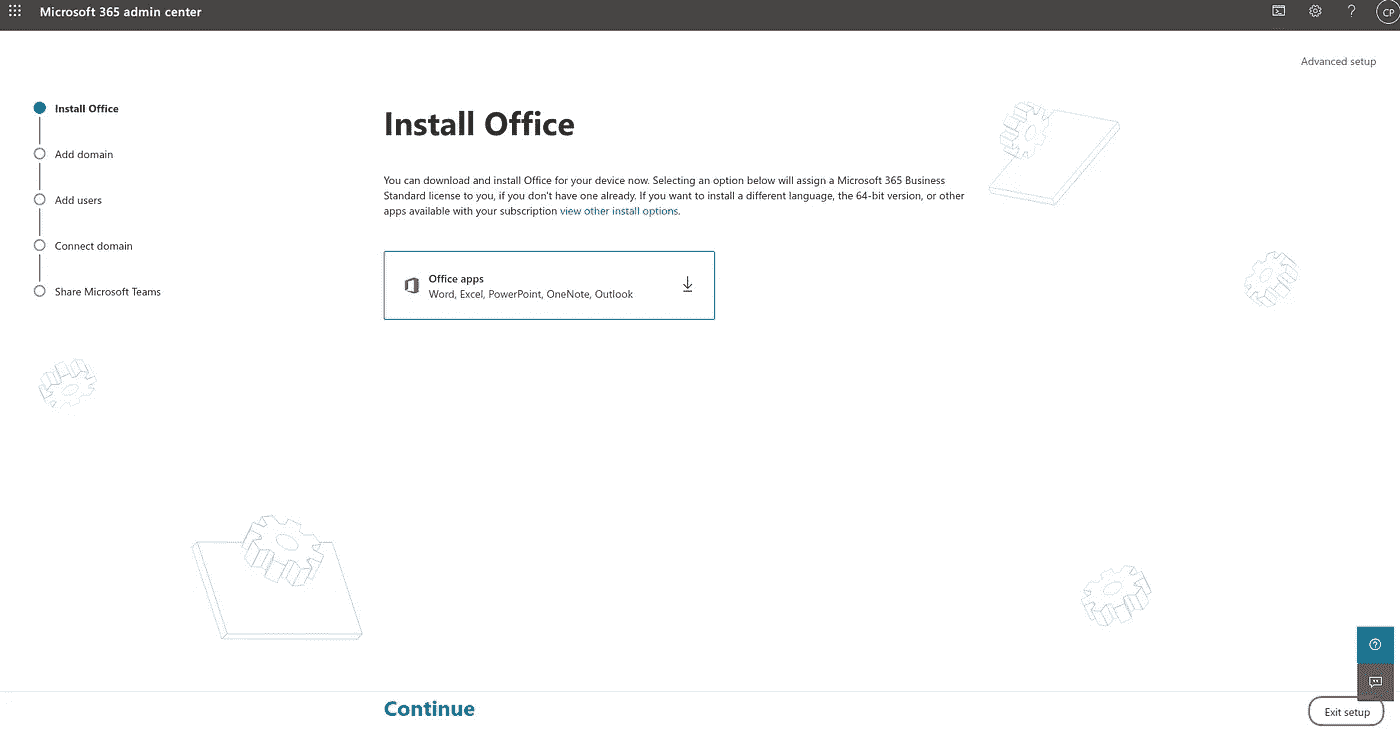 Microsoft 365 admin center
CP
Advanced setup
Install Office
Add domain
Add users
Connect domain
Share Microsoft Teams
Install Office
You can download and install Office for your device now. Selecting an option below will assign a Microsoft 365 Business
Standard license to you, if you don't have one already. If you want to install a different language, the 64-bit version, or other
apps available with your subscription view other install options.
Office apps
Word, Excel, PowerPoint, OneNote, Outlook
Continue
Exit setup